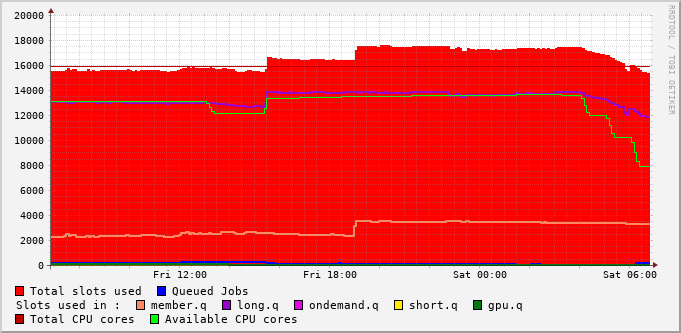 RRDTOOL / TOBI OETIKER
20000
18000
16000
14000
12000
10000
8000
6000
4000
2000
0
Fri 12:00 Fri 18:00 Sat 00:00 Sat 06:00
Total slots used Queued Jobs
Slots used in : member.q long.q ondemand.q short.q gpu.q
Total CPU cores Available CPU cores